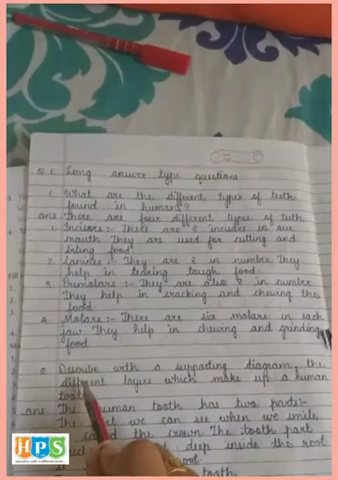 Q C. Long answer type questions
1. What are the different types of teeth
found in humans?
ans There are four different types of teeth
1. Incisors :- There are 8 incisors in our
mouth They are used for cutting and
biting food
2. Canines :- They are 8 in number They
help in tearing tough food.
3. Premolars :- They are also 8 in number
They help in cracking and chewing the
food
4. Molars :- There are six molars in each
jaw They help in chewing and grinding
food
Describe with a supporting diagram, the
different layers which make up a human
tooth
ans The human tooth has two parts:-
The part we can see when we smile
called the crown The tooth part
deep inside the root
root
tooth
HPS